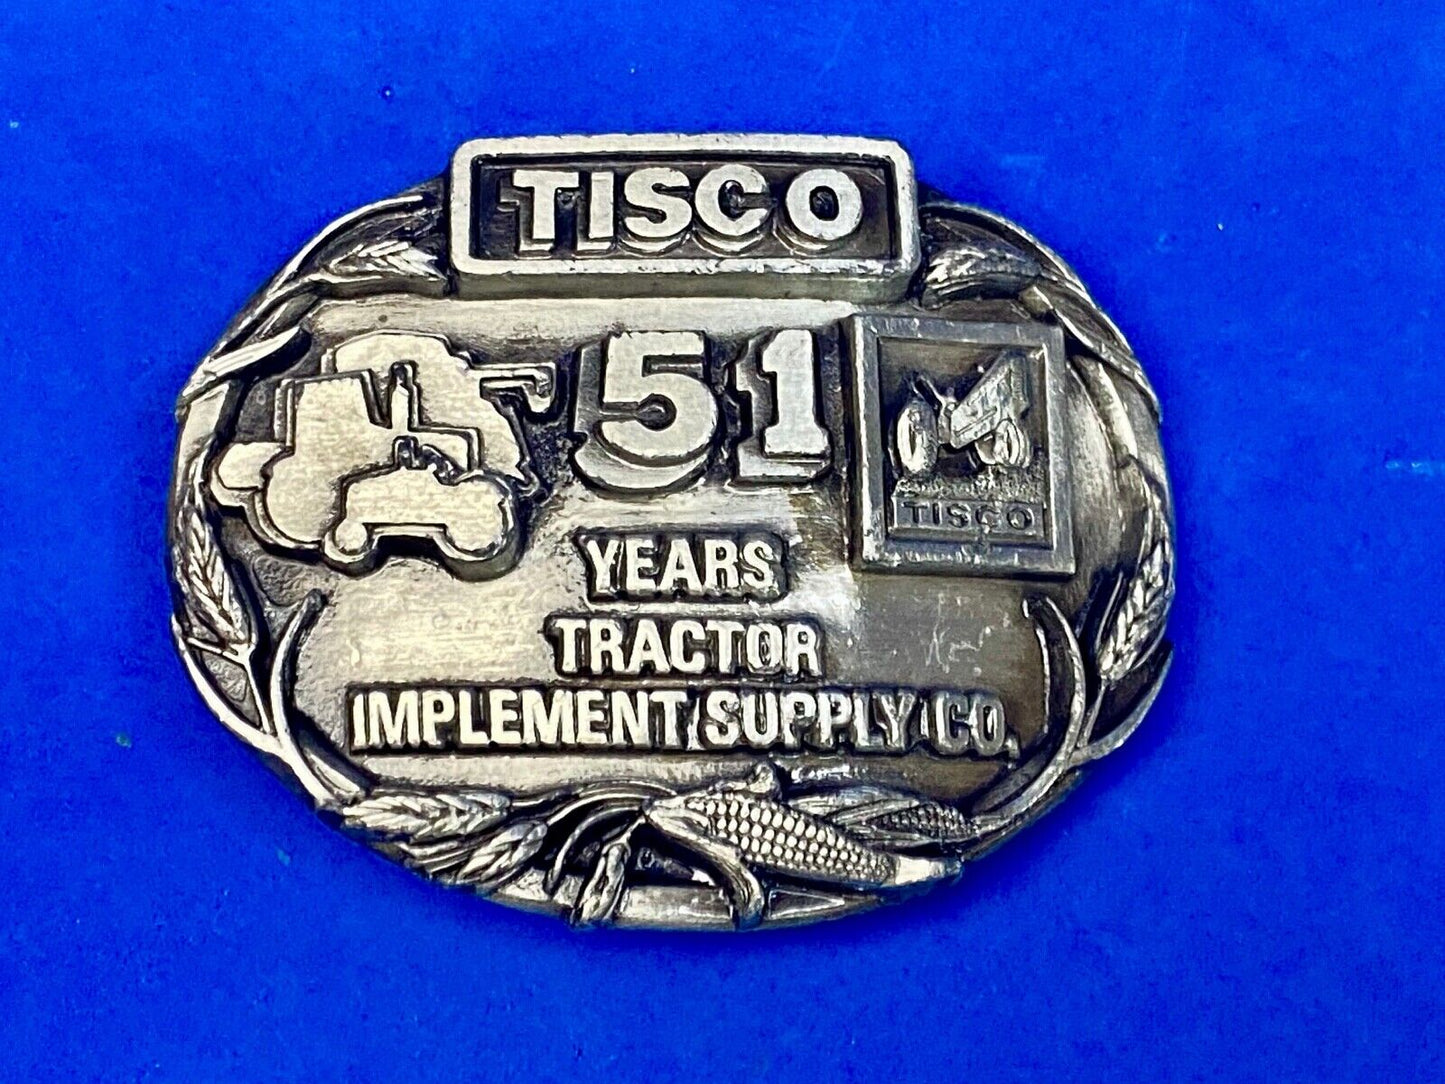 TISCO
51
TISCO
YEARS
TRACTOR
IMPLEMENT SUPPLY CO.